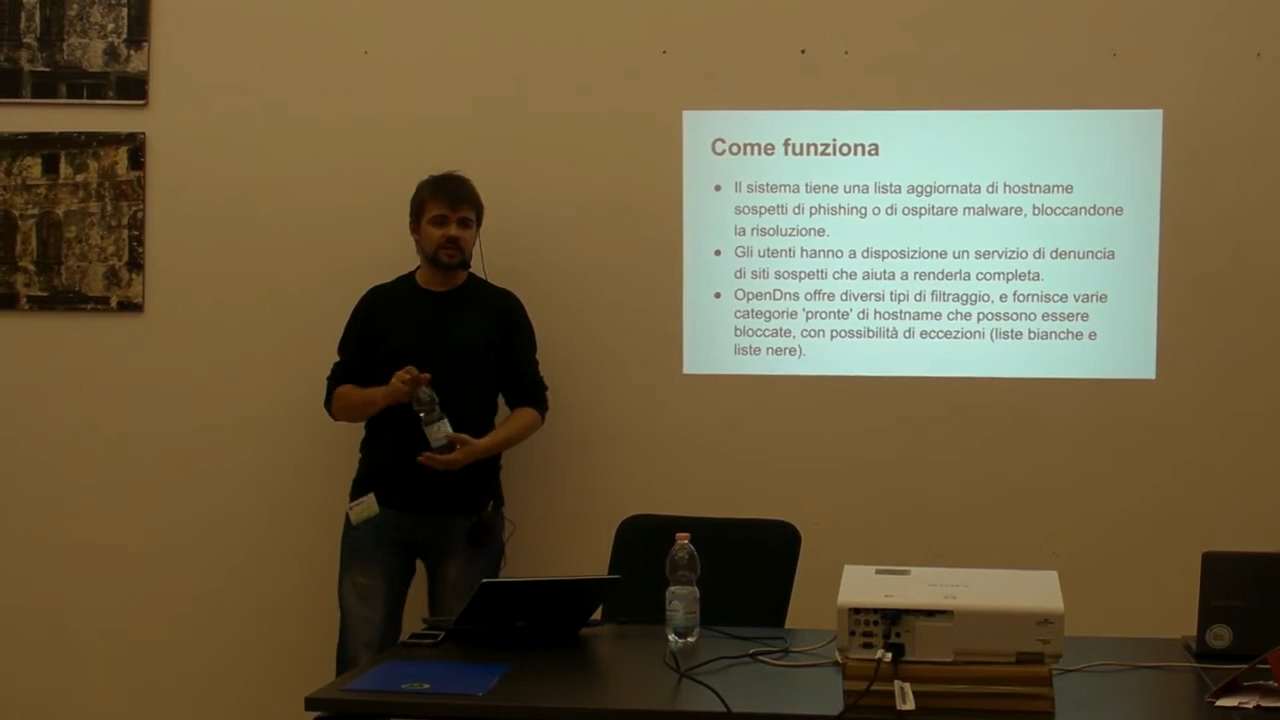 Come funziona
● Il sistema tiene una lista aggiornata di hostname
sospetti di phishing o di ospitare malware, bloccandone
la risoluzione.
● Gli utenti hanno a disposizione un servizio di denuncia
di siti sospetti che aiuta a renderla completa.
● OpenDns offre diversi tipi di filtraggio, e fornisce varie
categorie 'pronte' di hostname che possono essere
bloccate, con possibilità di eccezioni (liste bianche e
liste nere).